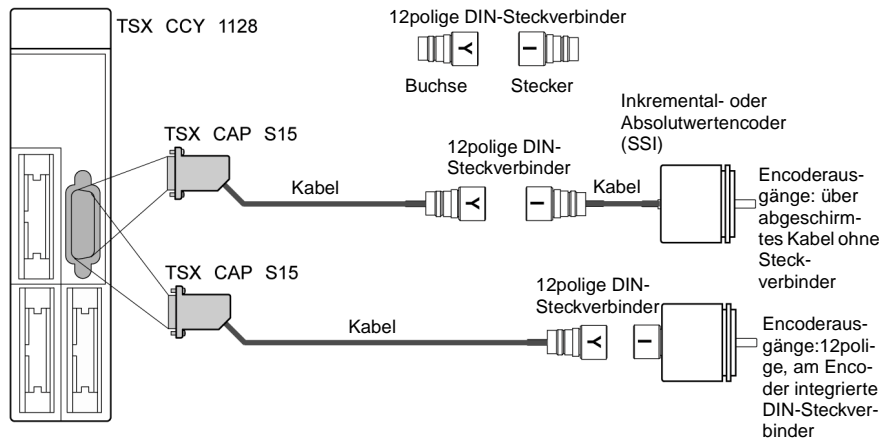 TSX CCY 1128
12polige DIN-Steckverbinder
Y
I
Buchse
Stecker
Inkremental- oder
Absolutwertencoder
(SSI)
TSX CAP S15
12polige DIN-
Steckverbinder
Kabel
Y
I
Kabel
Encoderaus-
gänge: über
abgeschirm-
tes Kabel ohne
Steck-
verbinder
TSX CAP S15
12polige DIN-
Steckverbinder
Kabel
Y
I
Encoderaus-
gänge:12poli-
ge, am Enco-
der integrierte
DIN-Steckver-
binder